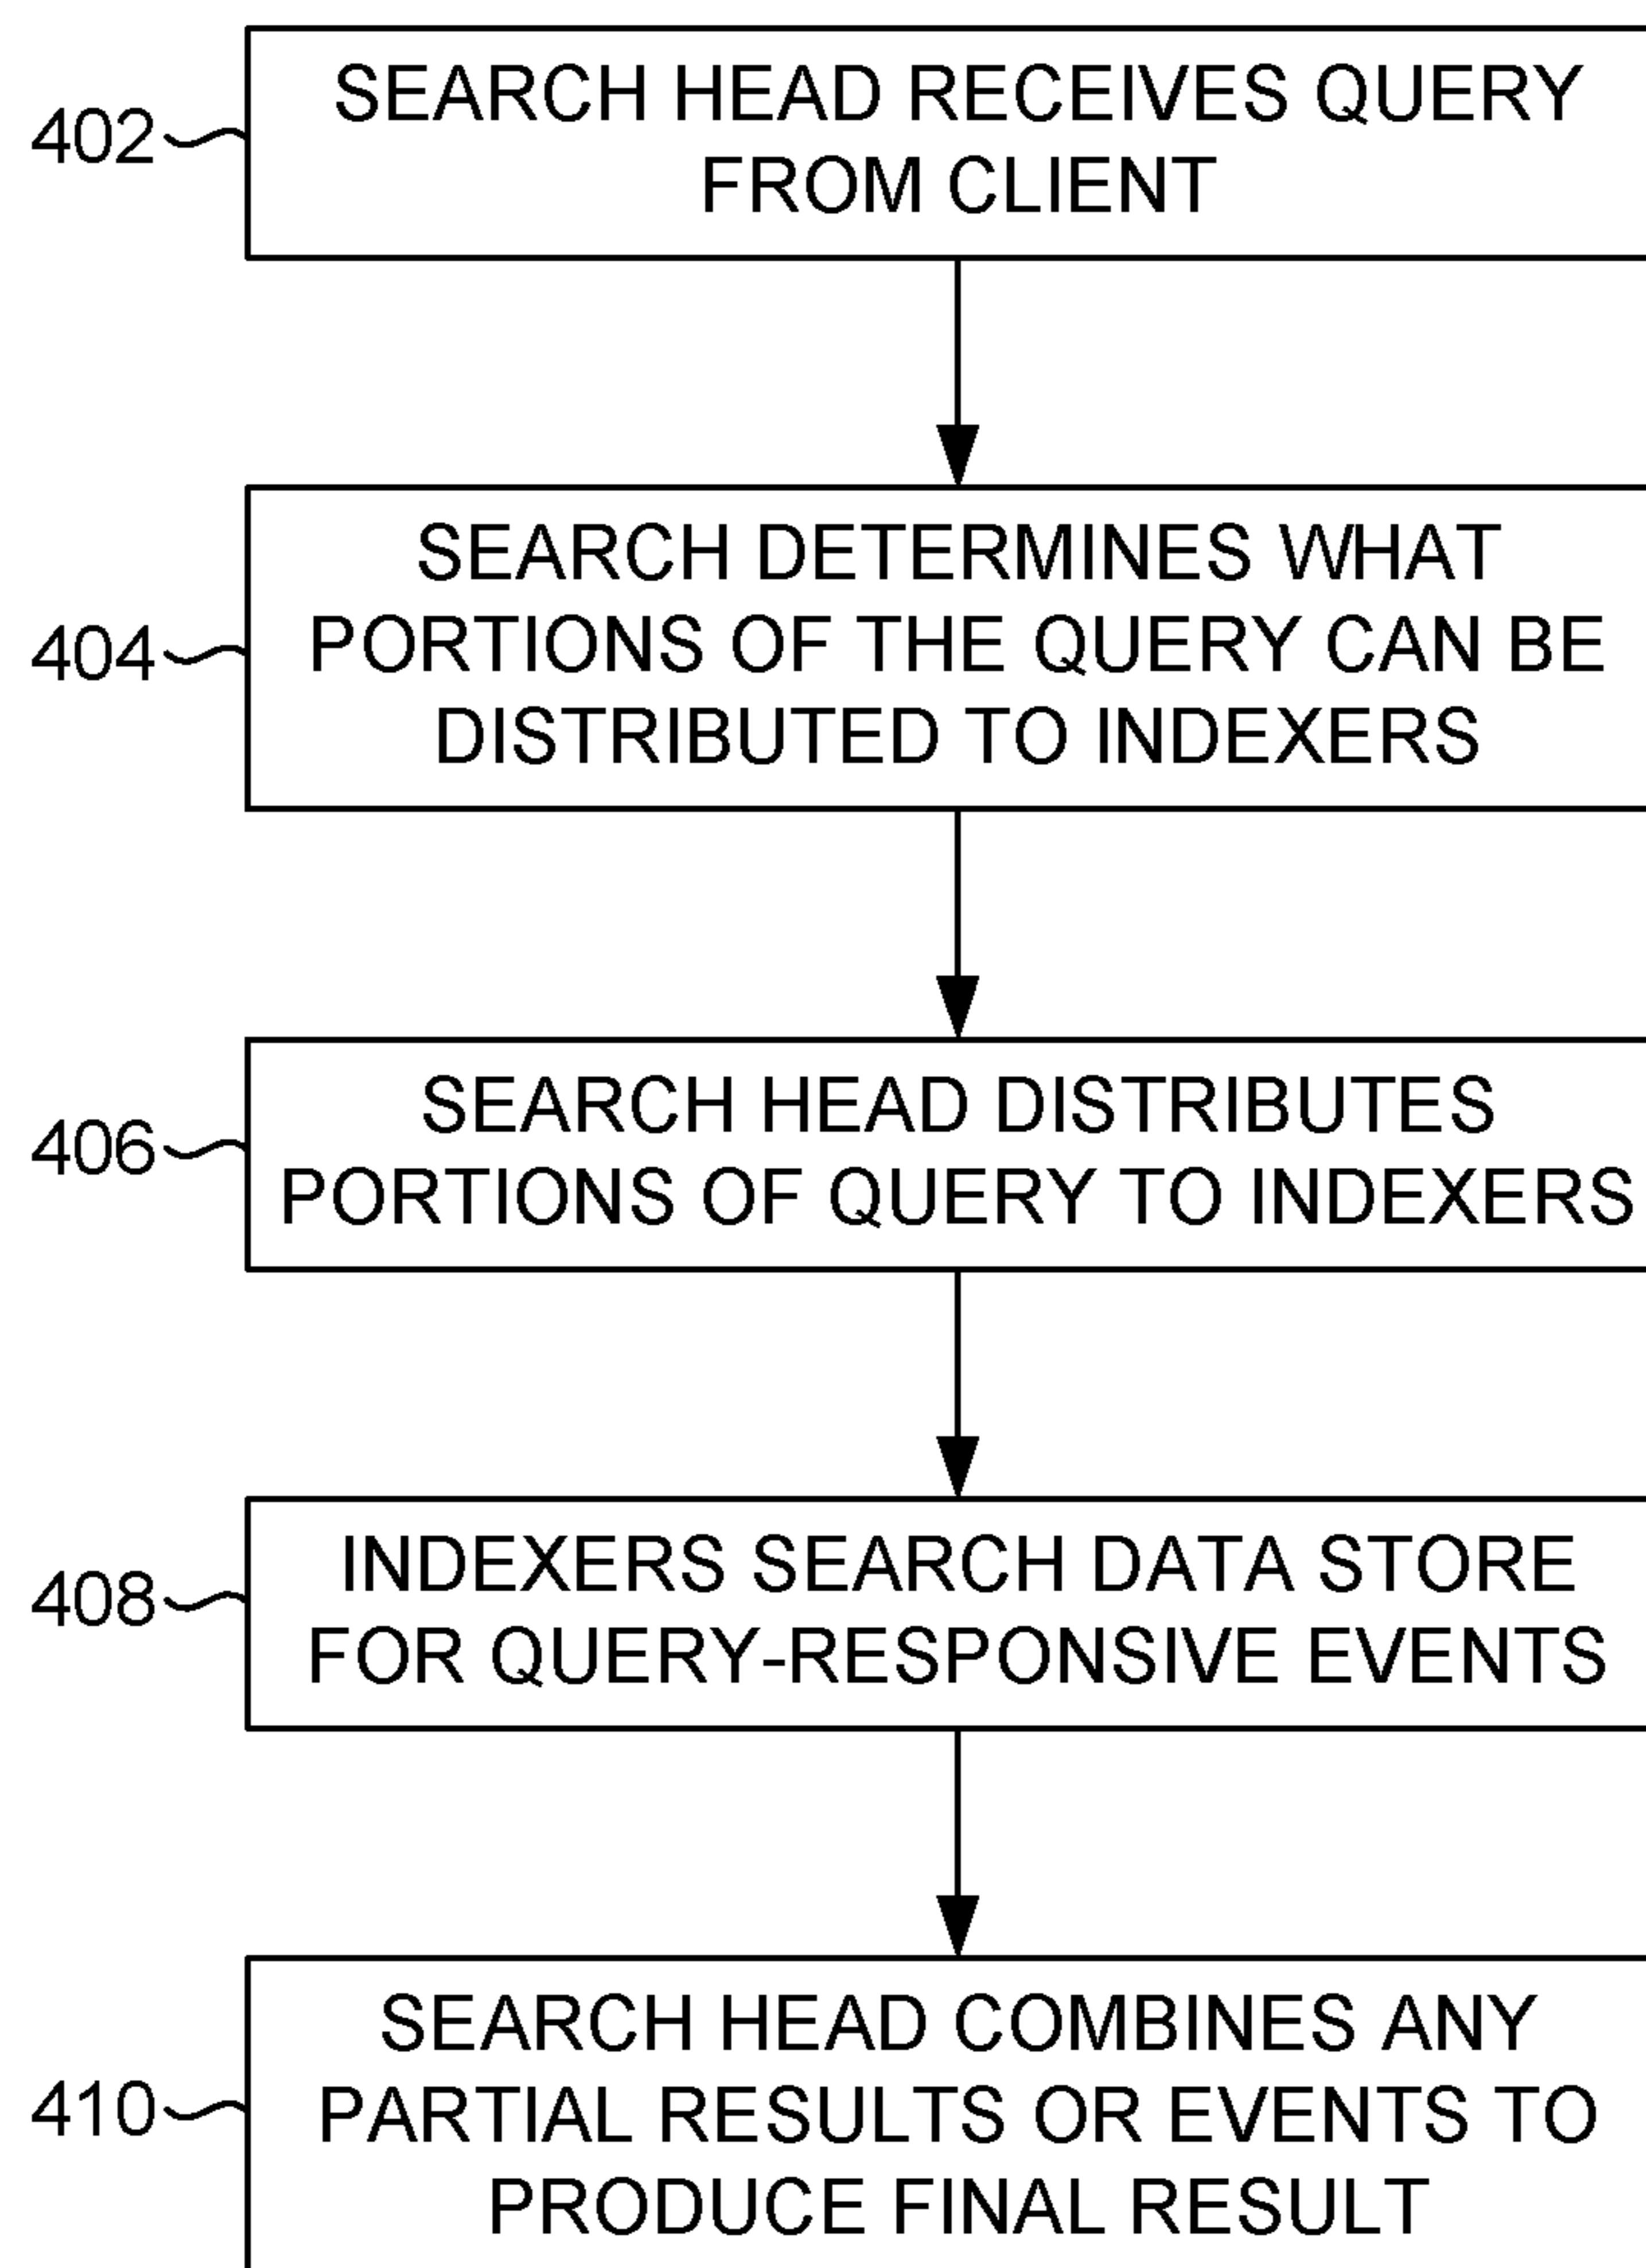 SEARCH HEAD RECEIVES QUERY
FROM CLIENT
402
SEARCH DETERMINES WHAT
PORTIONS OF THE QUERY CAN BE
DISTRIBUTED TO INDEXERS
404
SEARCH HEAD DISTRIBUTES
PORTIONS OF QUERY TO INDEXERS
406
INDEXERS SEARCH DATA STORE
FOR QUERY-RESPONSIVE EVENTS
408
SEARCH HEAD COMBINES ANY
PARTIAL RESULTS OR EVENTS TO
PRODUCE FINAL RESULT
410